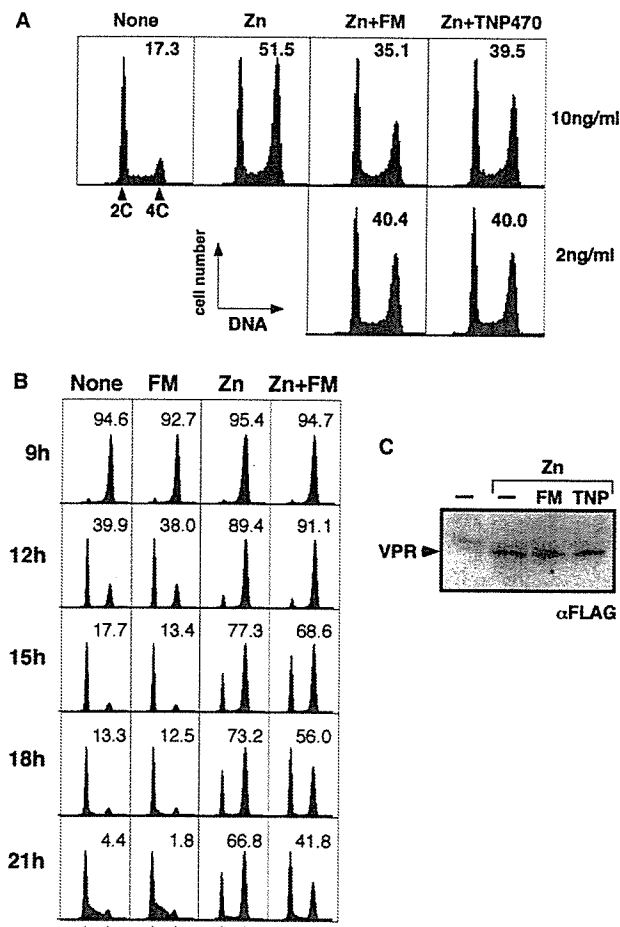 A
None Zn Zn+FM Zn+TNP470
17.3 51.5 35.1 39.5
10ng/ml
2C 4C
40.4 40.0
2ng/ml
cell number
DNA
B
None FM Zn Zn+FM
9h 94.6 92.7 95.4 94.7
12h 39.9 38.0 89.4 91.1
15h 17.7 13.4 77.3 68.6
18h 13.3 12.5 73.2 56.0
21h 4.4 1.8 66.8 41.8
C
Zn
– – FM TNP
VPR
αFLAG